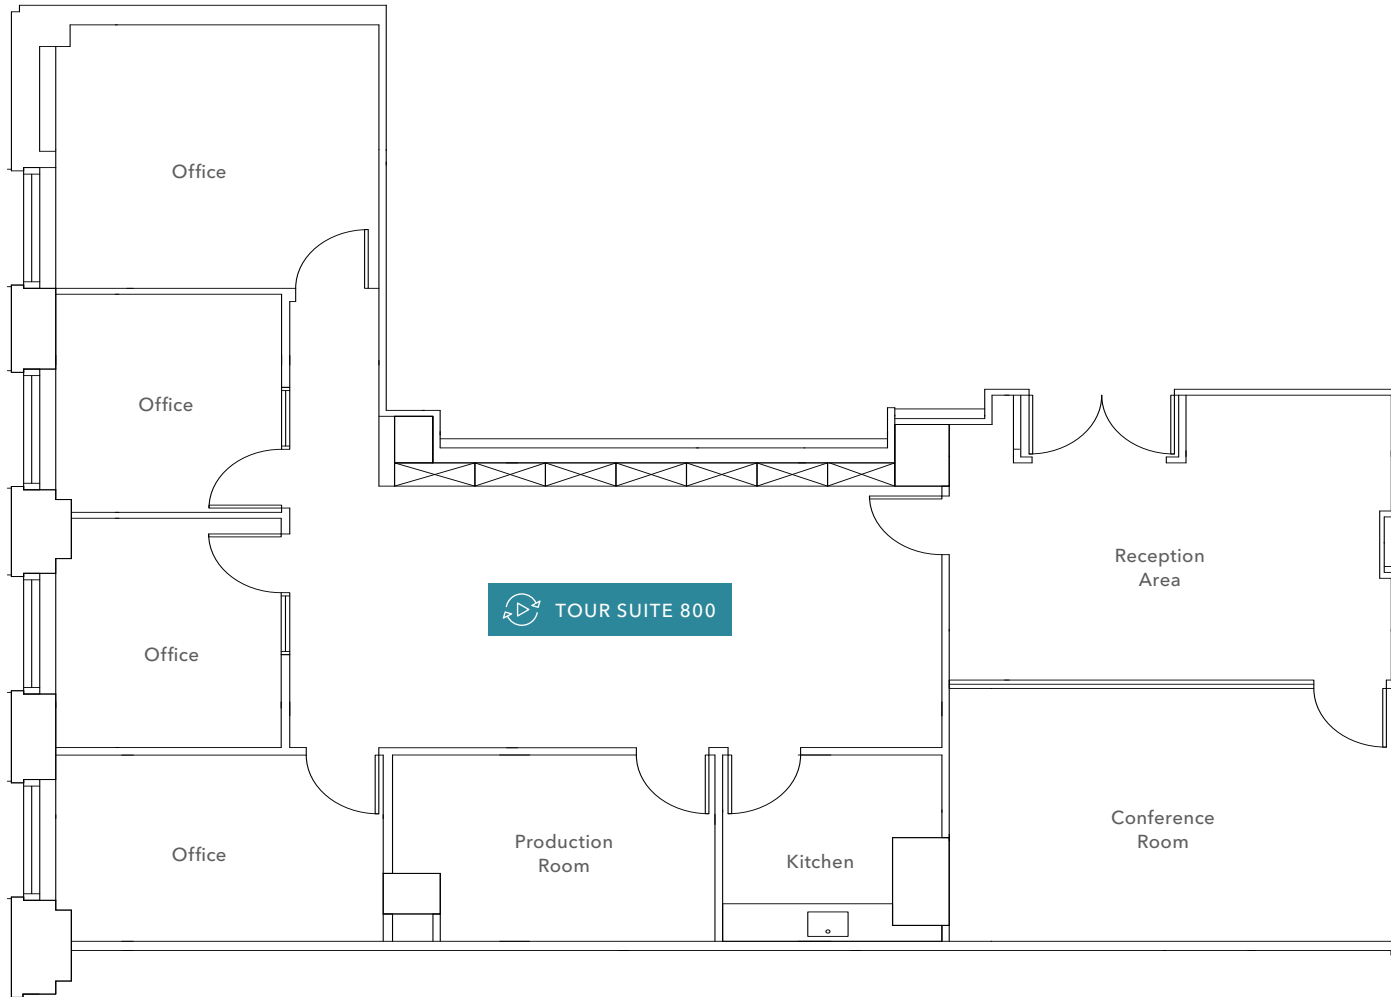 Office
Office
Office
Office
TOUR SUITE 800
Reception
Area
Production
Room
Kitchen
Conference
Room